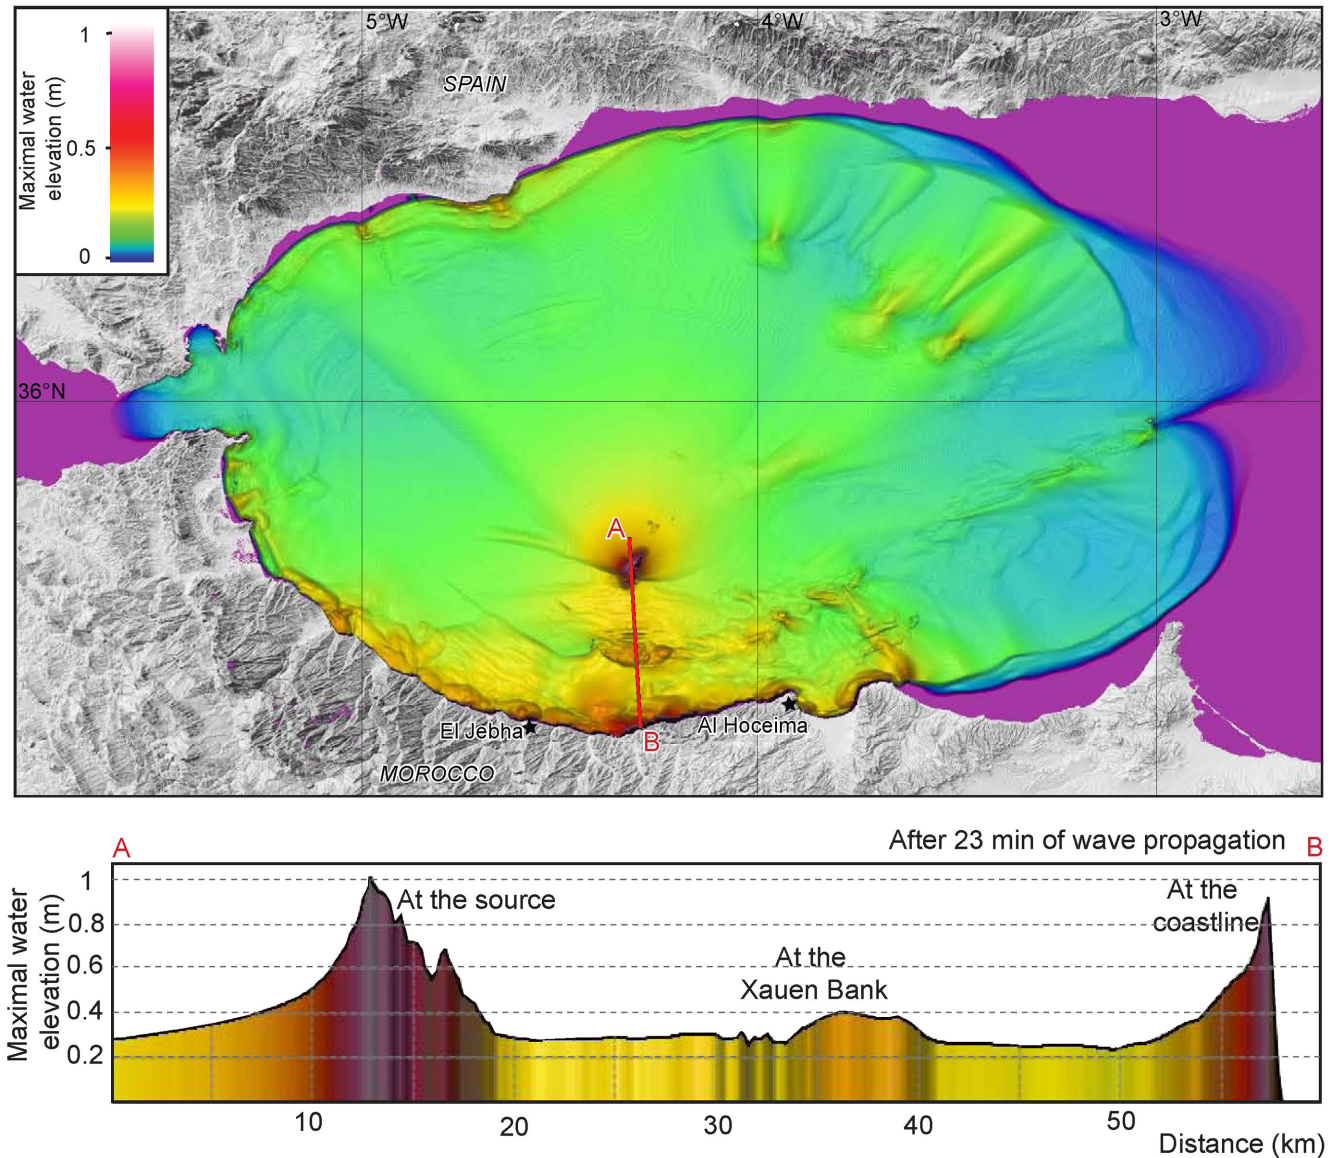 5°W
4°W
3°W
1
0.5
0
Maximal water
elevation (m)
SPAIN
36°N
A
El Jebha
Al Hoceima
B
MOROCCO
After 23 min of wave propagation
A
B
Maximal water
elevation (m)
1
0.8
0.6
0.4
0.2
At the source
At the
Xauen Bank
At the
coastline
10
20
30
40
50
Distance (km)